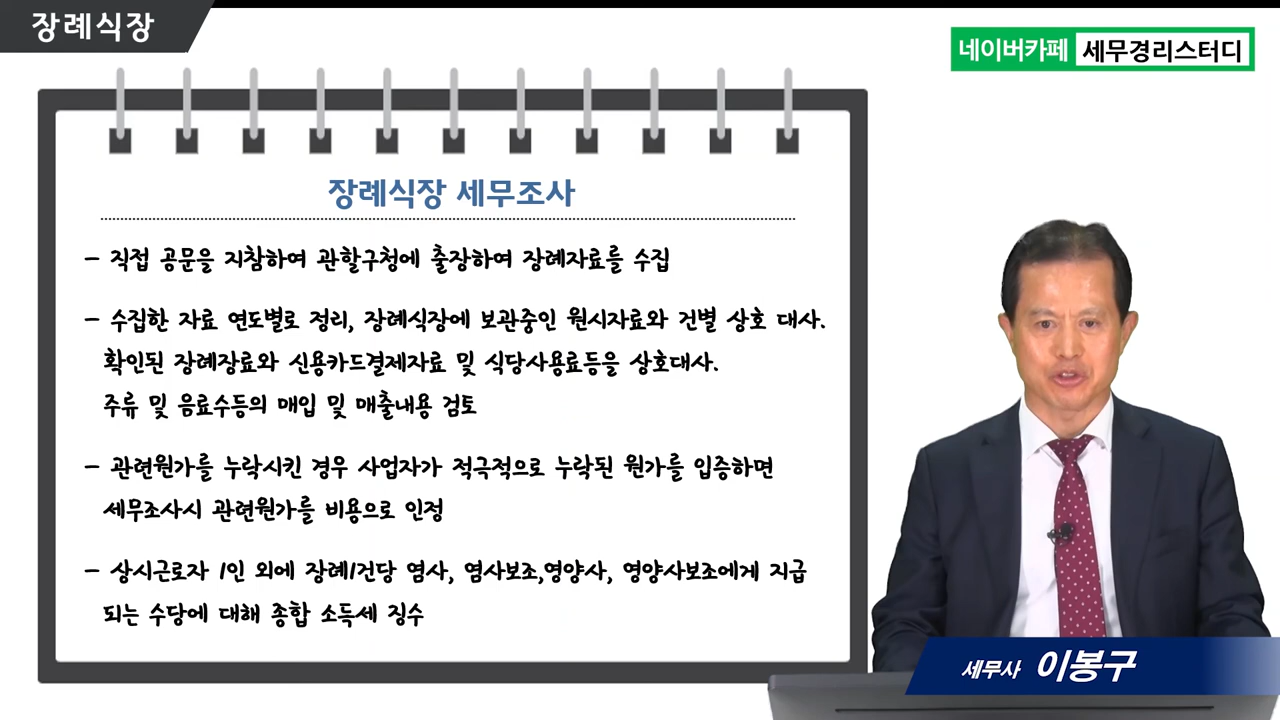 장례식장
네이버카페 세무경리스터디
장례식장 세무조사
- 직접 공문을 지참하여 관할구청에 출장하여 장례자료를 수집
- 수집한 자료 연도별로 정리, 장례식장에 보관중인 원시자료와 건별 상호 대사.
확인된 장례장료와 신용카드결제자료 및 식당사용료등을 상호대사.
주류 및 음료수등의 매입 및 매출내용 검토
- 관련원가를 누락시킨 경우 사업자가 적극적으로 누락된 원가를 입증하면
세무조사시 관련원가를 비용으로 인정
- 상시근로자 1인 외에 장례1건당 염사, 염사보조,영양사, 영양사보조에게 지급
되는 수당에 대해 종합 소득세 징수
세무사 이봉구